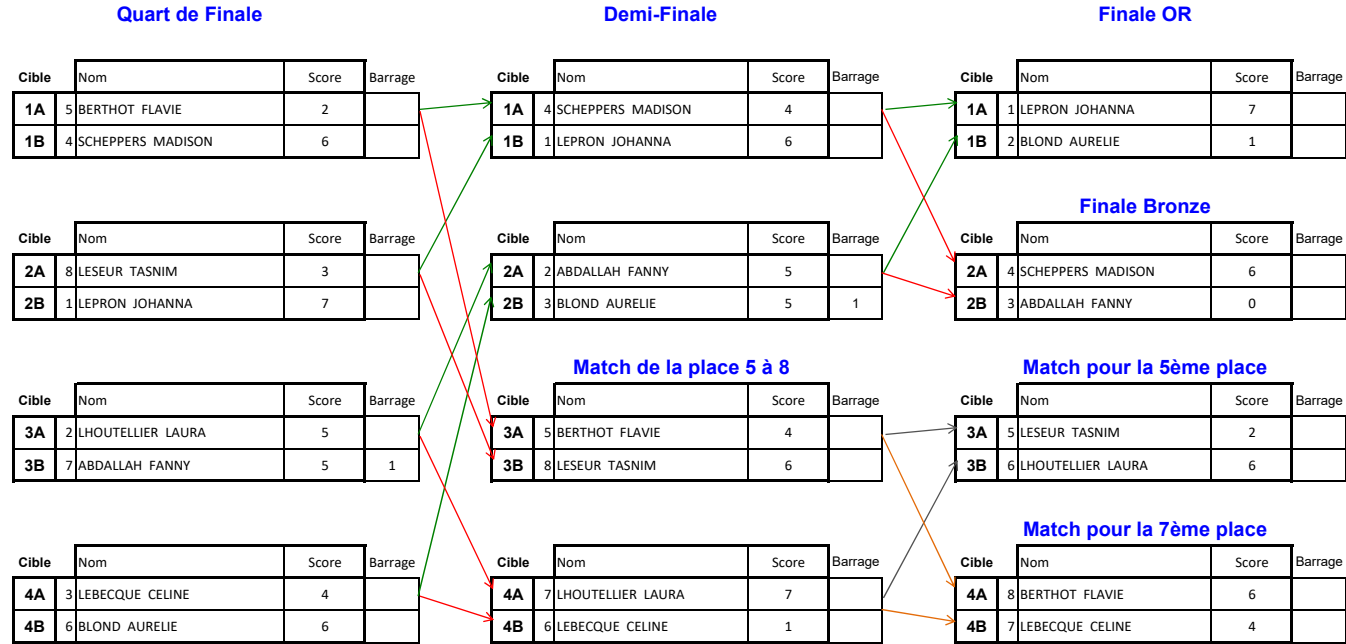 Quart de Finale Demi-Finale Finale OR
Cible Nom Score Barrage Cible Nom Score Barrage Cible Nom Score Barrage
1A 5 BERTHOT FLAVIE 2 1A 4 SCHEPPERS MADISON 4 1A 1 LEPRON JOHANNA 7
1B 4 SCHEPPERS MADISON 6 1B 1 LEPRON JOHANNA 6 1B 2 BLOND AURELIE 1
Finale Bronze
Cible Nom Score Barrage Cible Nom Score Barrage Cible Nom Score Barrage
2A 8 LESEUR TASNIM 3 2A 2 ABDALLAH FANNY 5 2A 4 SCHEPPERS MADISON 6
2B 1 LEPRON JOHANNA 7 2B 3 BLOND AURELIE 5 1 2B 3 ABDALLAH FANNY 0
Match de la place 5 à 8 Match pour la 5ème place
Cible Nom Score Barrage Cible Nom Score Barrage Cible Nom Score Barrage
3A 2 LHOUTELLIER LAURA 5 3A 5 BERTHOT FLAVIE 4 3A 5 LESEUR TASNIM 2
3B 7 ABDALLAH FANNY 5 1 3B 8 LESEUR TASNIM 6 3B 6 LHOUTELLIER LAURA 6
Match pour la 7ème place
Cible Nom Score Barrage Cible Nom Score Barrage Cible Nom Score Barrage
4A 3 LEBECQUE CELINE 4 4A 7 LHOUTELLIER LAURA 7 4A 8 BERTHOT FLAVIE 6
4B 6 BLOND AURELIE 6 4B 6 LEBECQUE CELINE 1 4B 7 LEBECQUE CELINE 4